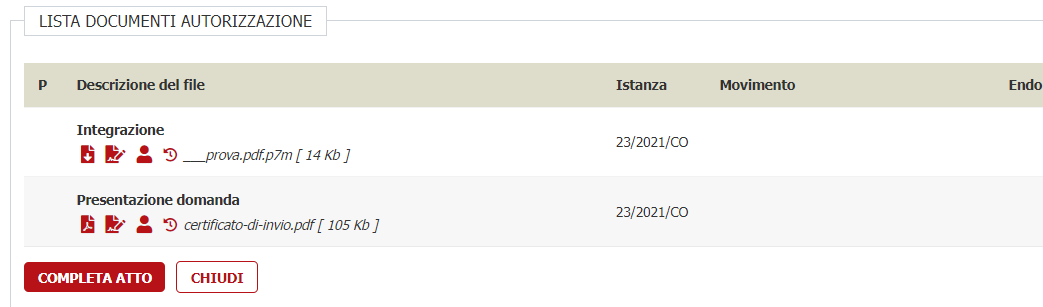 LISTA DOCUMENTI AUTORIZZAZIONE
P Descrizione del file Istanza Movimento Endo
Integrazione
___prova.pdf.p7m [ 14 Kb ] 23/2021/CO
Presentazione domanda
certificato-di-invio.pdf [ 105 Kb ] 23/2021/CO
COMPLETA ATTO CHIUDI